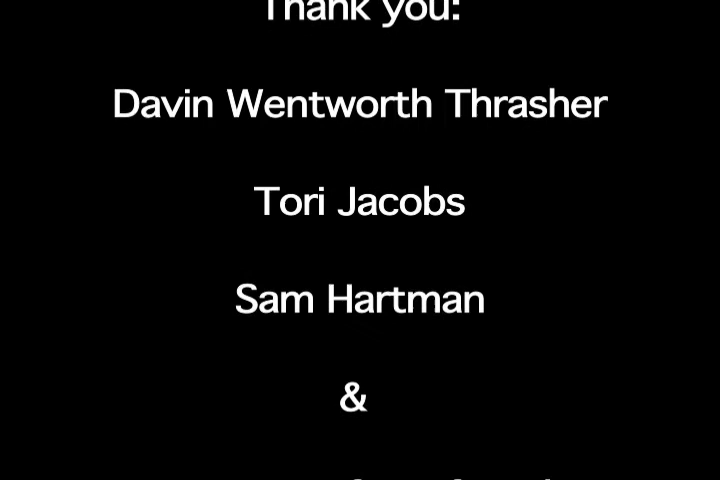 Thank you:
Davin Wentworth Thrasher
Tori Jacobs
Sam Hartman
&